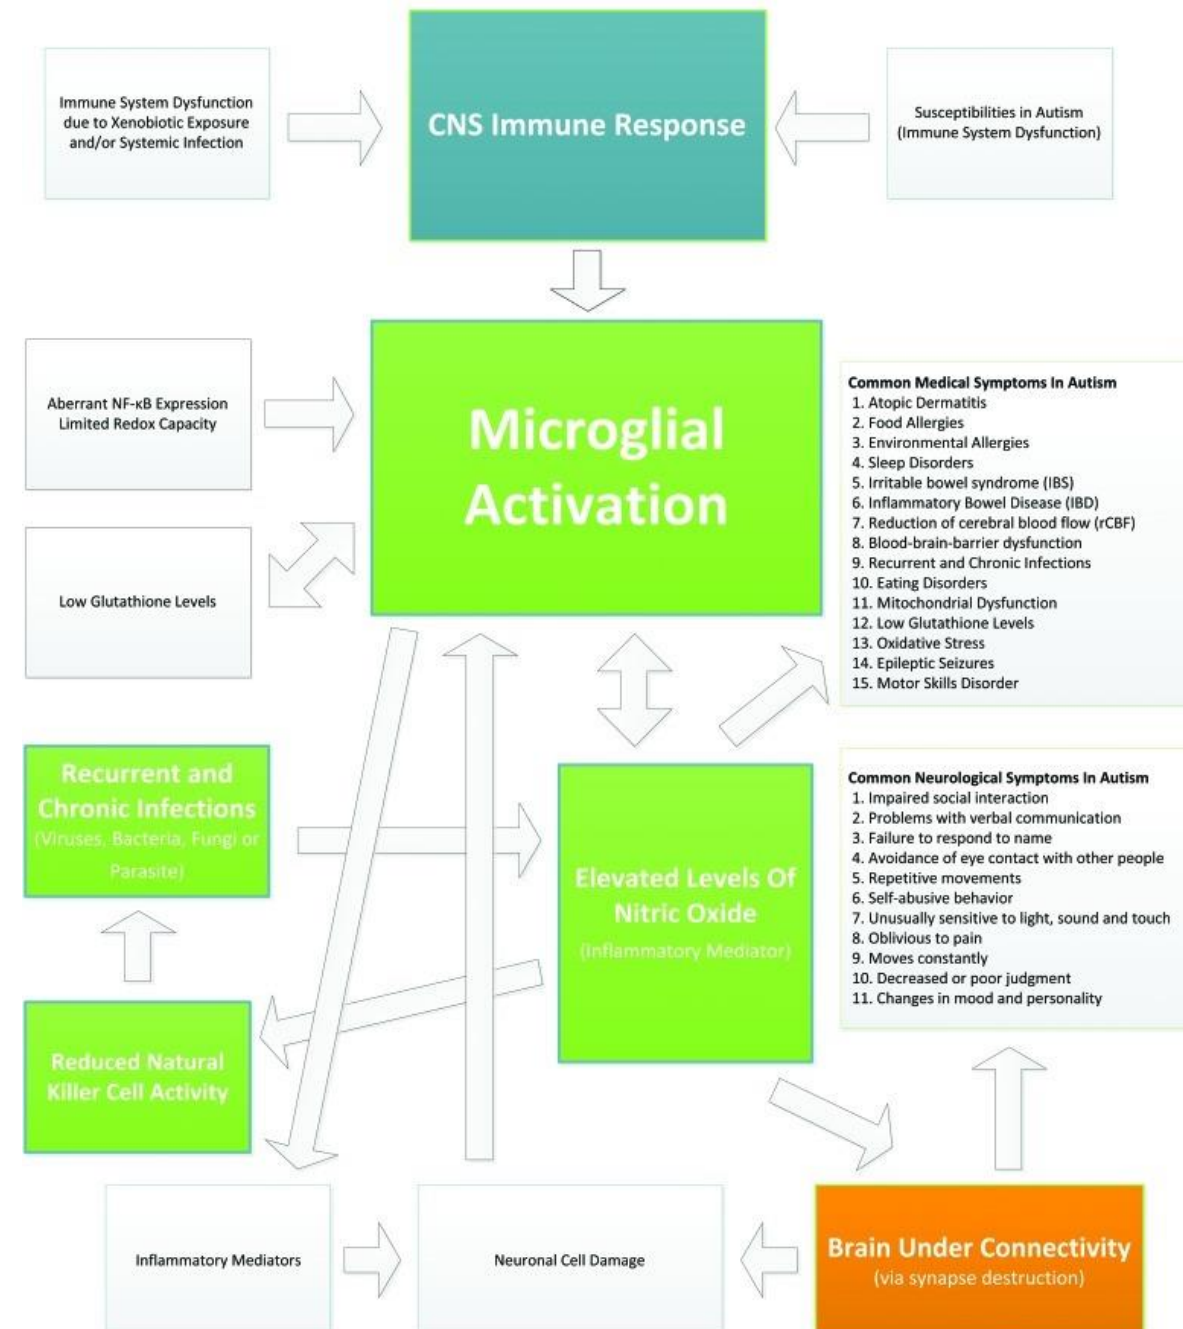 Immune System Dysfunction
due to Xenobiotic Exposure
and/or Systemic Infection
CNS Immune Response
Susceptibilities in Autism
(Immune System Dysfunction)
Aberrant NF-κB Expression
Limited Redox Capacity
Microglial
Activation
Low Glutathione Levels
Common Medical Symptoms In Autism
1. Atopic Dermatitis
2. Food Allergies
3. Environmental Allergies
4. Sleep Disorders
5. Irritable bowel syndrome (IBS)
6. Inflammatory Bowel Disease (IBD)
7. Reduction of cerebral blood flow (rCBF)
8. Blood-brain-barrier dysfunction
9. Recurrent and Chronic Infections
10. Eating Disorders
11. Mitochondrial Dysfunction
12. Low Glutathione Levels
13. Oxidative Stress
14. Epileptic Seizures
15. Motor Skills Disorder
Recurrent and
Chronic Infections
(Viruses, Bacteria, Fungi or
Parasite)
Elevated Levels Of
Nitric Oxide
(Inflammatory Mediator)
Common Neurological Symptoms In Autism
1. Impaired social interaction
2. Problems with verbal communication
3. Failure to respond to name
4. Avoidance of eye contact with other people
5. Repetitive movements
6. Self-abusive behavior
7. Unusually sensitive to light, sound and touch
8. Oblivious to pain
9. Moves constantly
10. Decreased or poor judgment
11. Changes in mood and personality
Reduced Natural
Killer Cell Activity
Inflammatory Mediators
Neuronal Cell Damage
Brain Under Connectivity
(via synapse destruction)